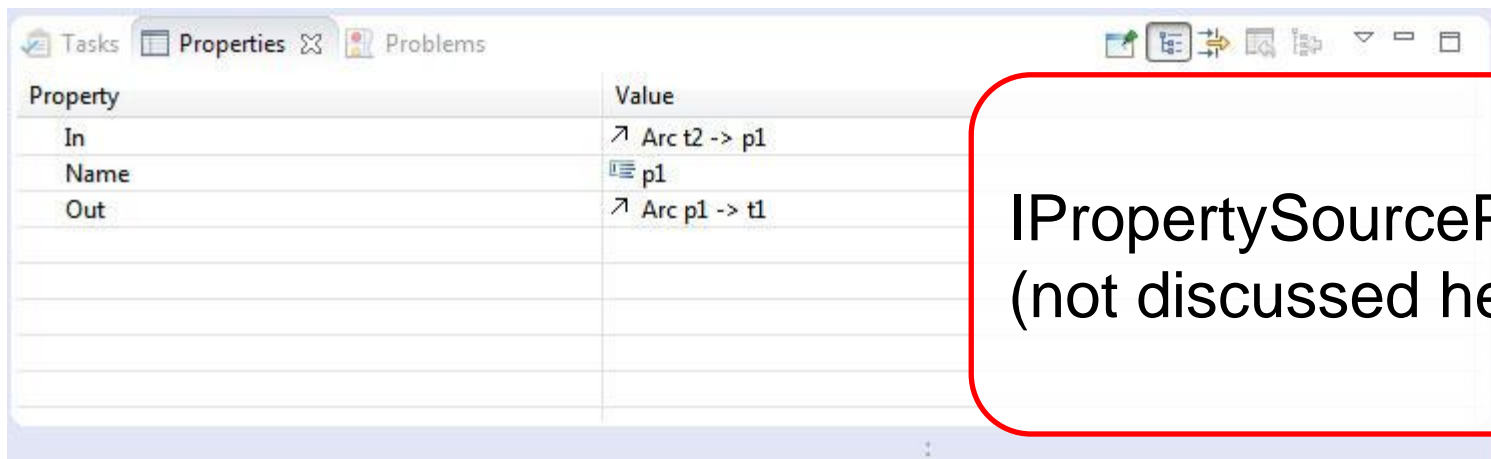 Tasks Properties Problems
Property Value
In Arc t2 -> p1
Name p1
Out Arc p1 -> t1
IPropertySource
(not discussed